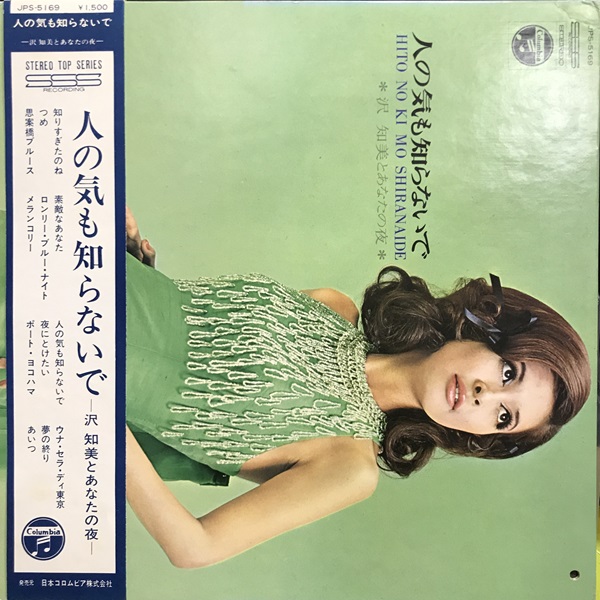 JPS-5169 ¥1,500
人の気も知らないで
—沢 知美とあなたの夜—
STEREO TOP SERIES
SSS
RECORDING
人の気も知らないで
—沢 知美とあなたの夜—
知りすぎたのね
つめ
思案橋ブルース
素敵なあなた
ロンリー・ブルー・ナイト
メランコリー
人の気も知らないで
夜にとけたい
ポート・ヨコハマ
ウナ・セラ・ディ東京
夢の終り
あいつ
Columbia
発売元 日本コロムビア株式会社
人の気も知らないで
HITO NO KI MO SHIRANAIDE
*沢 知美とあなたの夜*
Columbia
SSS
RECORDING
JPS-5169